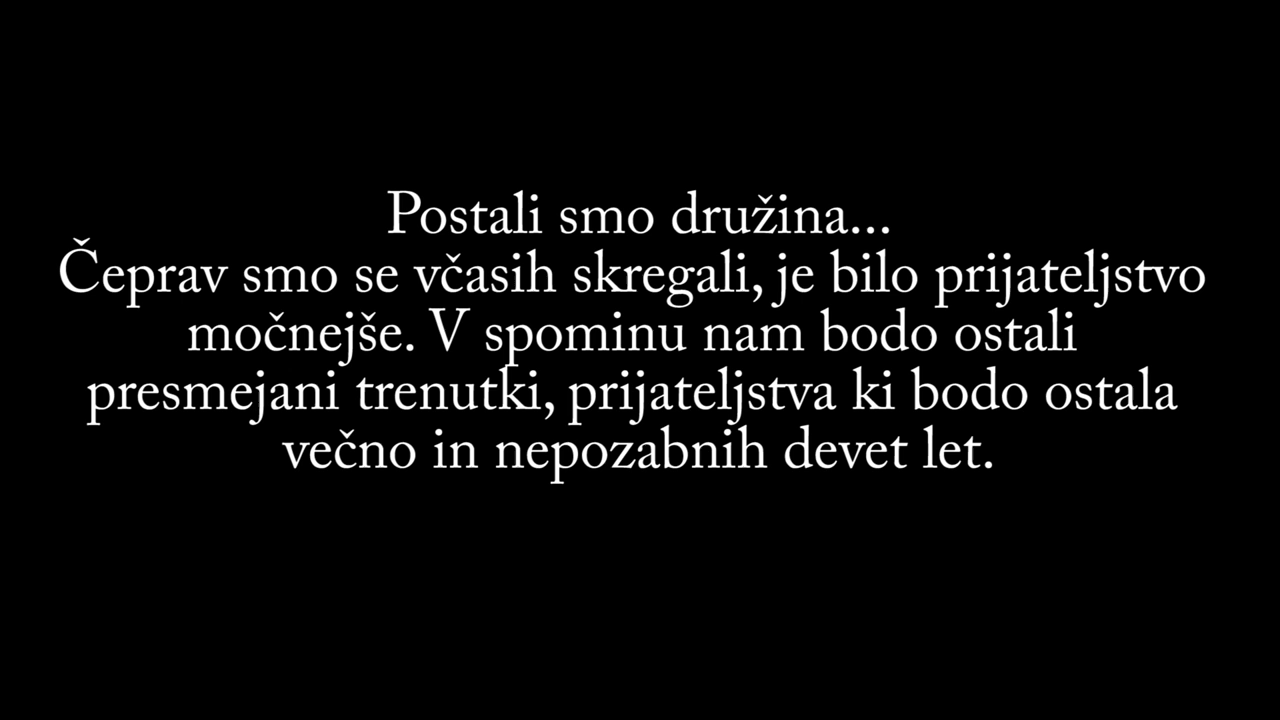 Postali smo družina...
Čeprav smo se včasih skregali, je bilo prijateljstvo
močnejše. V spominu nam bodo ostali
presmejani trenutki, prijateljstva ki bodo ostala
večno in nepozabnih devet let.